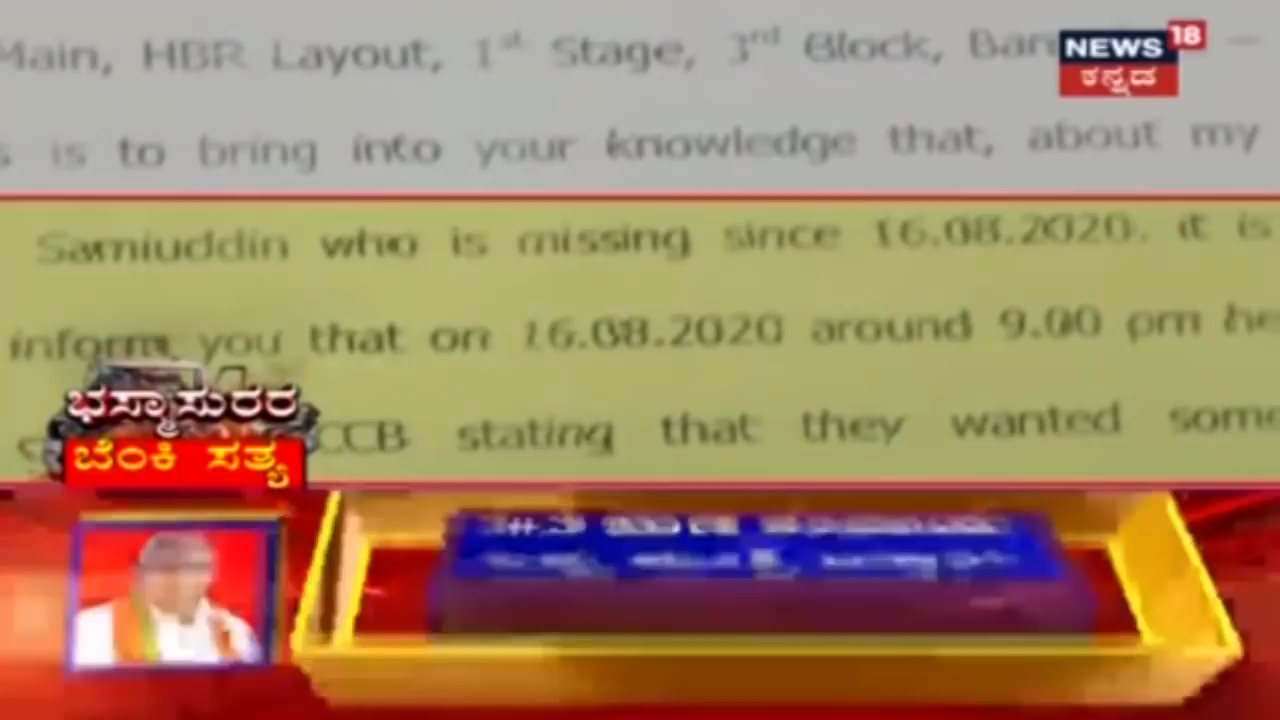 Main, HBR Layout, 1st Stage, 3rd Block,
NEWS 18
ಕನ್ನಡ
is to bring into your knowledge that, about my
Samiuddin who is missing since 16.08.2020. it is
inform you that on 16.08.2020 around 9.00 pm he
CCB stating that they wanted some
ಭಸ್ಮಾಸುರರ
ಬೆಂಕಿ ಸತ್ಯ